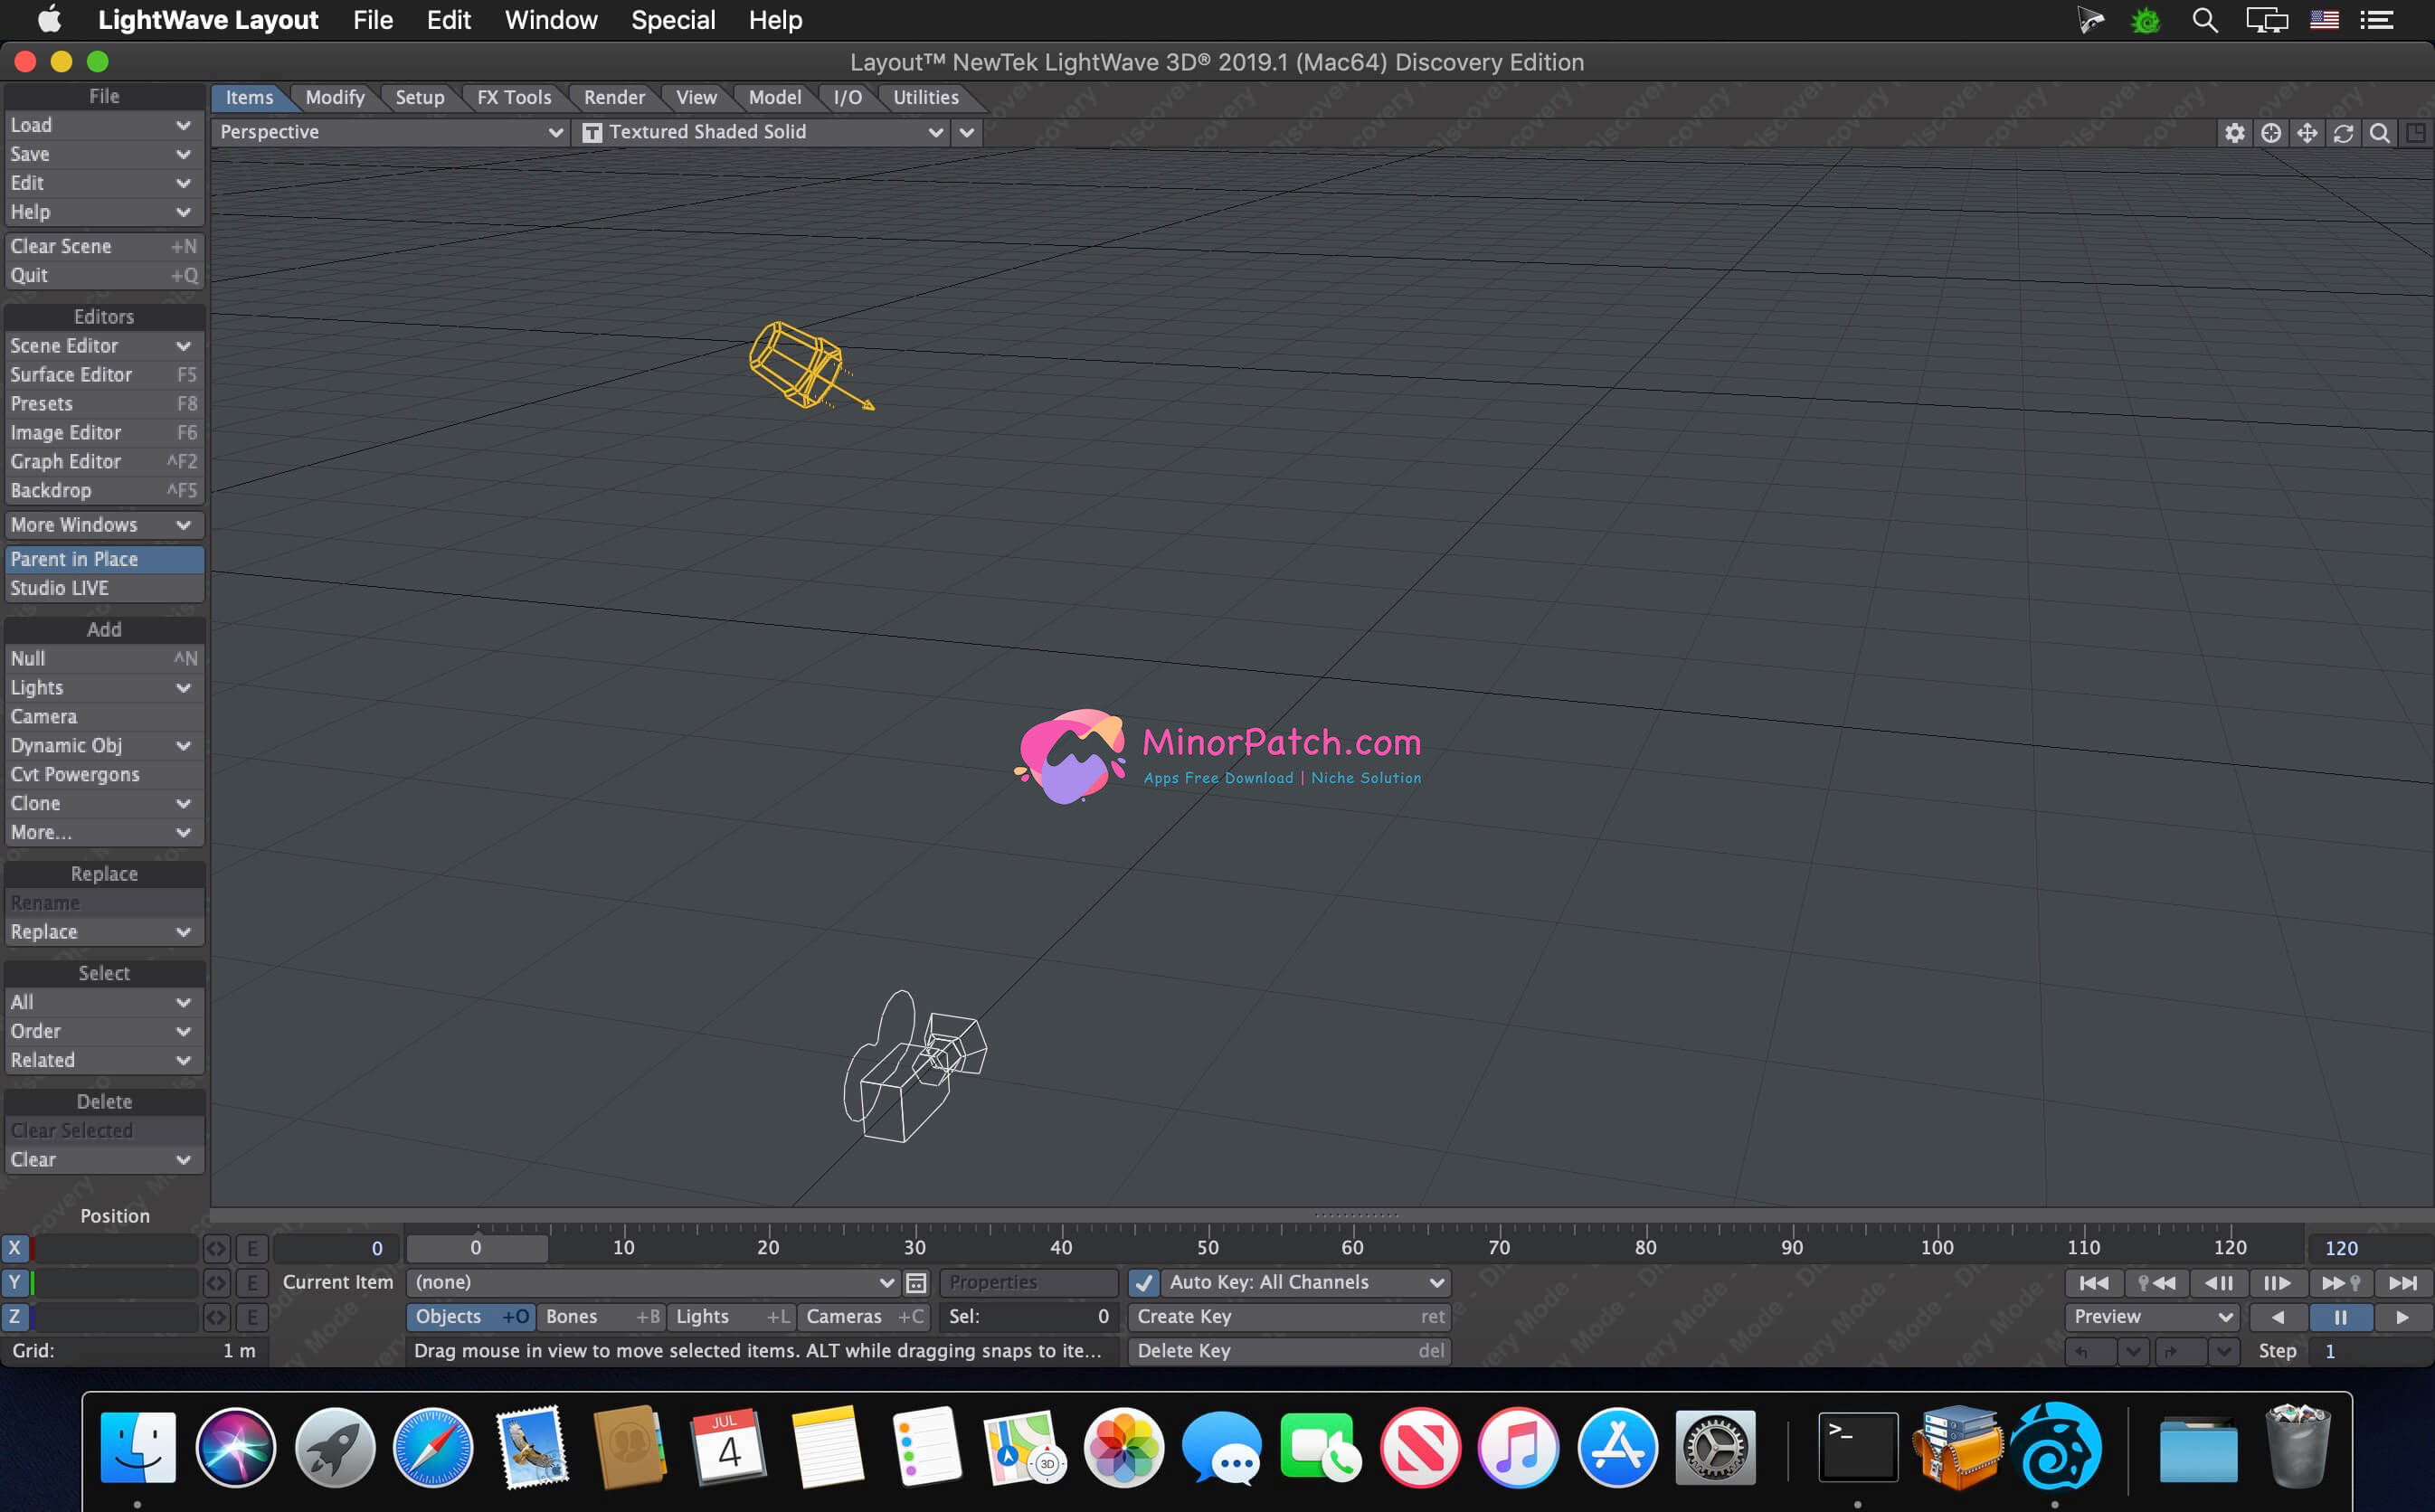 LightWave Layout File Edit Window Special Help
Layout™ NewTek LightWave 3D® 2019.1 (Mac64) Discovery Edition
File
Load
Save
Edit
Help
Clear Scene +N
Quit +Q
Editors
Scene Editor
Surface Editor F5
Presets F8
Image Editor F6
Graph Editor ^F2
Backdrop ^F5
More Windows
Parent in Place
Studio LIVE
Add
Null ^N
Lights
Camera
Dynamic Obj
Cvt Powergons
Clone
More...
Replace
Rename
Replace
Select
All
Order
Related
Delete
Clear Selected
Clear
Items Modify Setup FX Tools Render View Model I/O Utilities
Perspective T Textured Shaded Solid
MinorPatch.com
Apps Free Download | Niche Solution
Position
X E 0 0 10 20 30 40 50 60 70 80 90 100 110 120 120
Y E Current Item (none) Properties Auto Key: All Channels
Z E Objects +O Bones +B Lights +L Cameras +C Sel: 0 Create Key ret Preview
Grid: 1 m Drag mouse in view to move selected items. ALT while dragging snaps to ite... Delete Key del Step 1
JUL
4
3D
>_